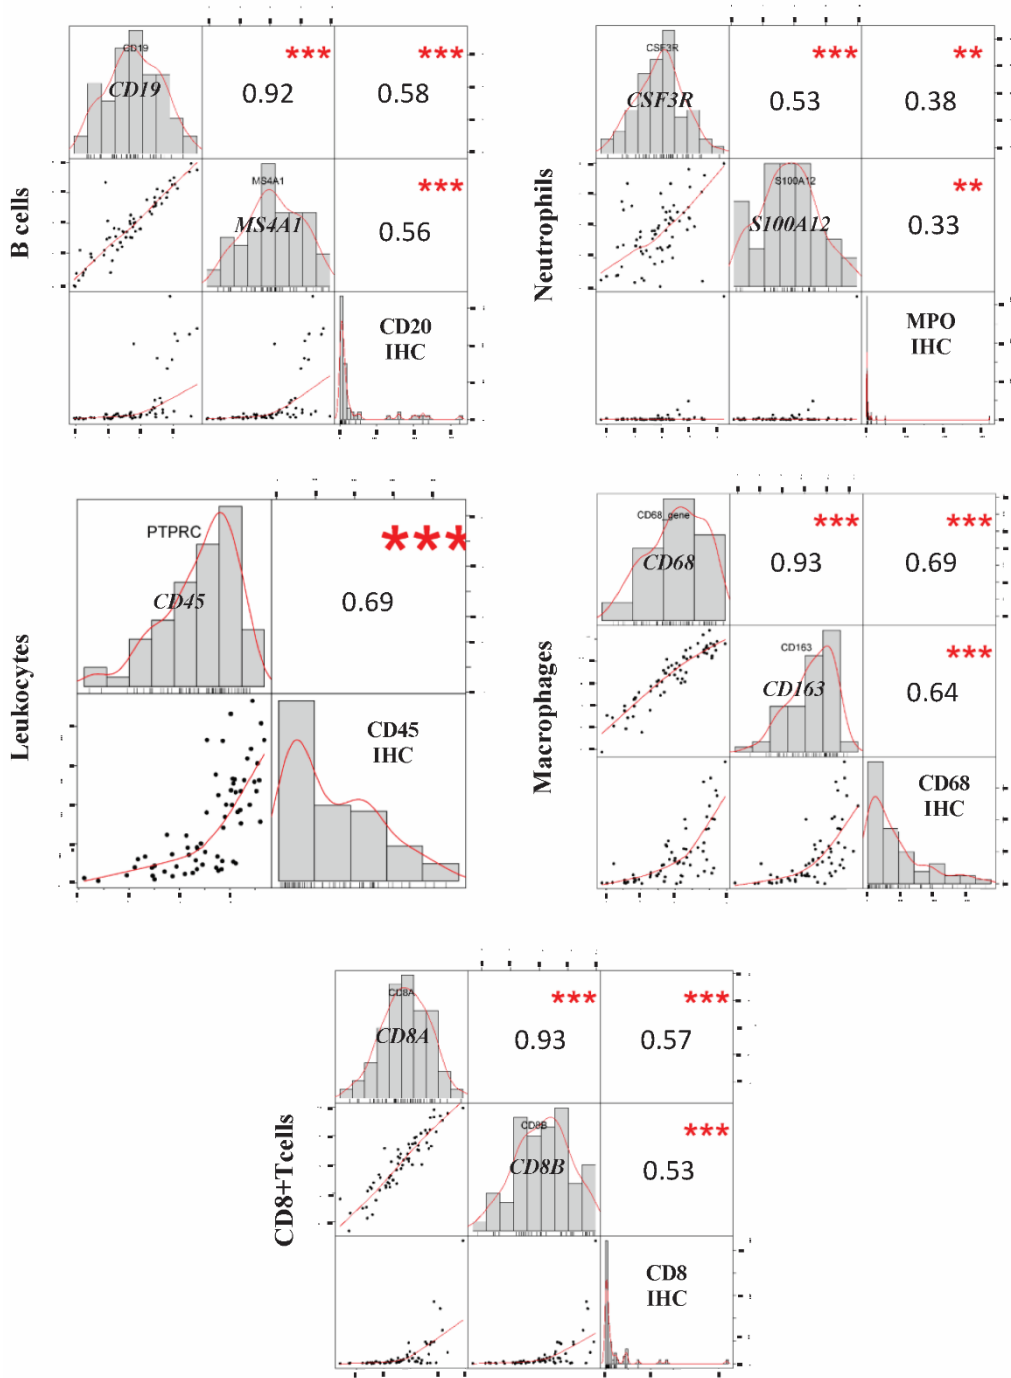 B cells
CD19
CD19
***
0.92
***
0.58
MS4A1
MS4A1
***
0.56
CD20
IHC
Neutrophils
CSF3R
CSF3R
***
0.53
**
0.38
S100A12
S100A12
**
0.33
MPO
IHC
Leukocytes
PTPRC
CD45
***
0.69
CD45
IHC
Macrophages
CD68_gene
CD68
***
0.93
***
0.69
CD163
CD163
***
0.64
CD68
IHC
CD8+Tcells
CD8A
CD8A
***
0.93
***
0.57
CD8B
CD8B
***
0.53
CD8
IHC